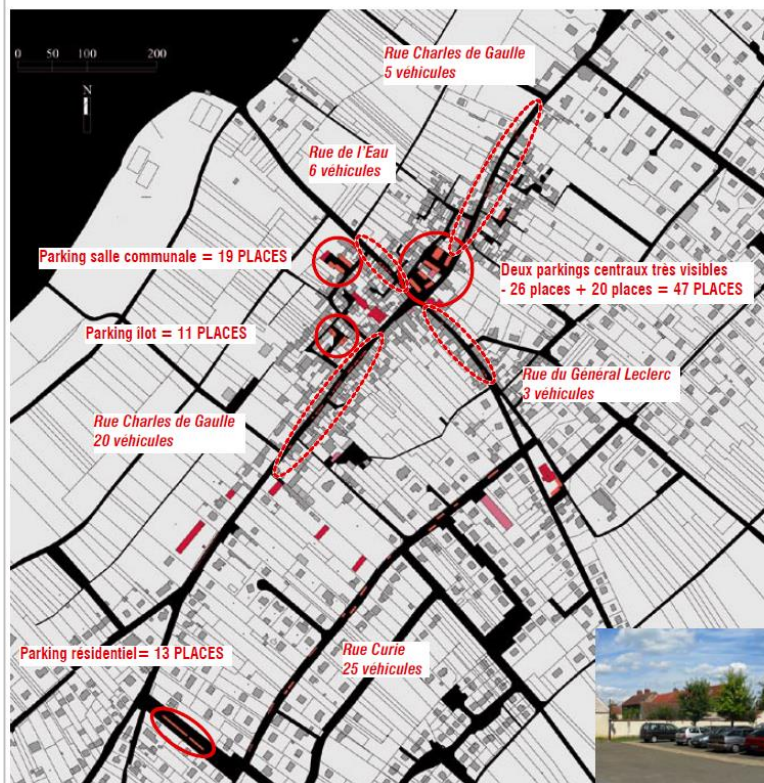 Rue Charles de Gaulle
5 véhicules
0 50 100 200
N
Rue de l'Eau
6 véhicules
Parking salle communale = 19 PLACES
Deux parkings centraux très visibles
- 26 places + 20 places = 47 PLACES
Parking ilot = 11 PLACES
Rue du Général Leclerc
3 véhicules
Rue Charles de Gaulle
20 véhicules
Parking résidentiel = 13 PLACES
Rue Curie
25 véhicules